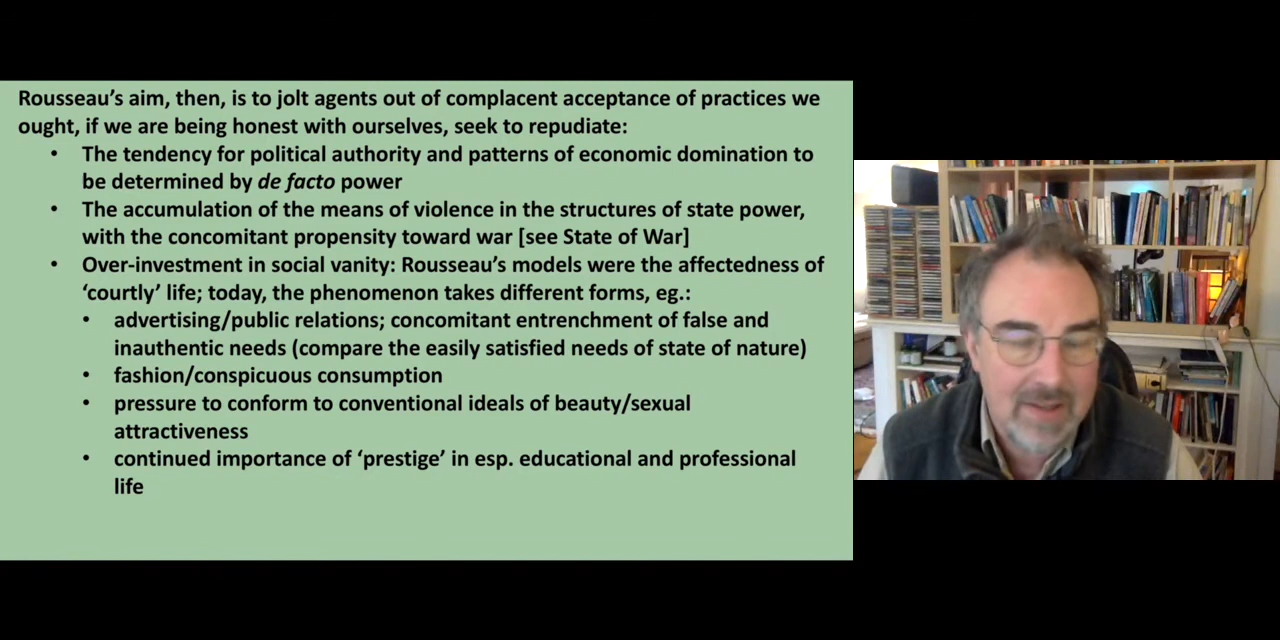 Rousseau’s aim, then, is to jolt agents out of complacent acceptance of practices we
ought, if we are being honest with ourselves, seek to repudiate:
• The tendency for political authority and patterns of economic domination to
be determined by de facto power
• The accumulation of the means of violence in the structures of state power,
with the concomitant propensity toward war [see State of War]
• Over-investment in social vanity: Rousseau’s models were the affectedness of
‘courtly’ life; today, the phenomenon takes different forms, eg.:
• advertising/public relations; concomitant entrenchment of false and
inauthentic needs (compare the easily satisfied needs of state of nature)
• fashion/conspicuous consumption
• pressure to conform to conventional ideals of beauty/sexual
attractiveness
• continued importance of ‘prestige’ in esp. educational and professional
life